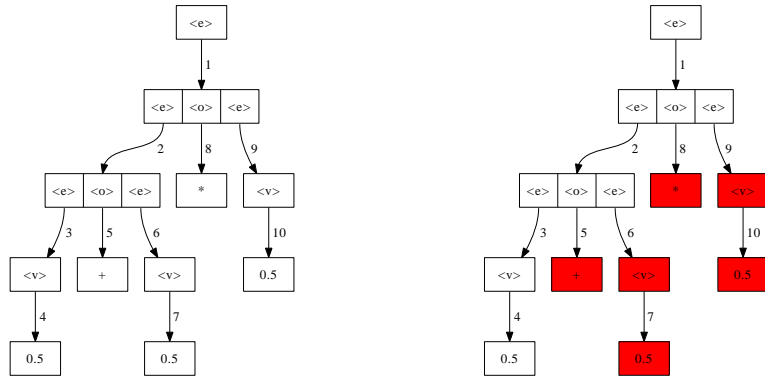 <e>
1
<e> <o> <e>
2 8 9
<e> <o> <e> * <v>
3 5 6 10
<v> + <v> 0.5
4 7
0.5 0.5
<e>
1
<e> <o> <e>
2 8 9
<e> <o> <e> * <v>
3 5 6 10
<v> + <v> 0.5
4 7
0.5 0.5